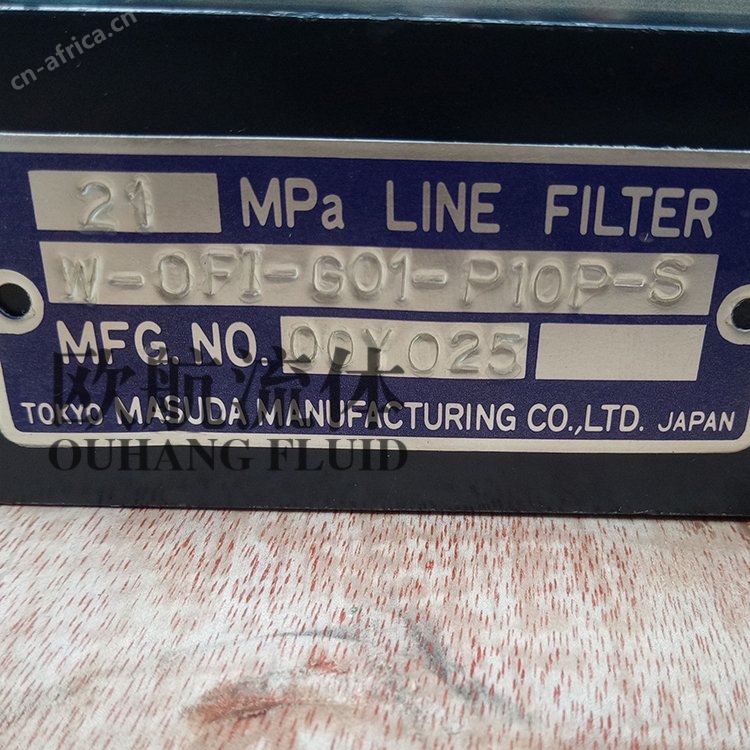 cn-africa.cn
21 MPa LINE FILTER
W-OFI-G01-P10P-S
MFG. NO. 00Y025
欧航流体
TOKYO MASUDA MANUFACTURING CO.,LTD. JAPAN
OUHANG FLUID